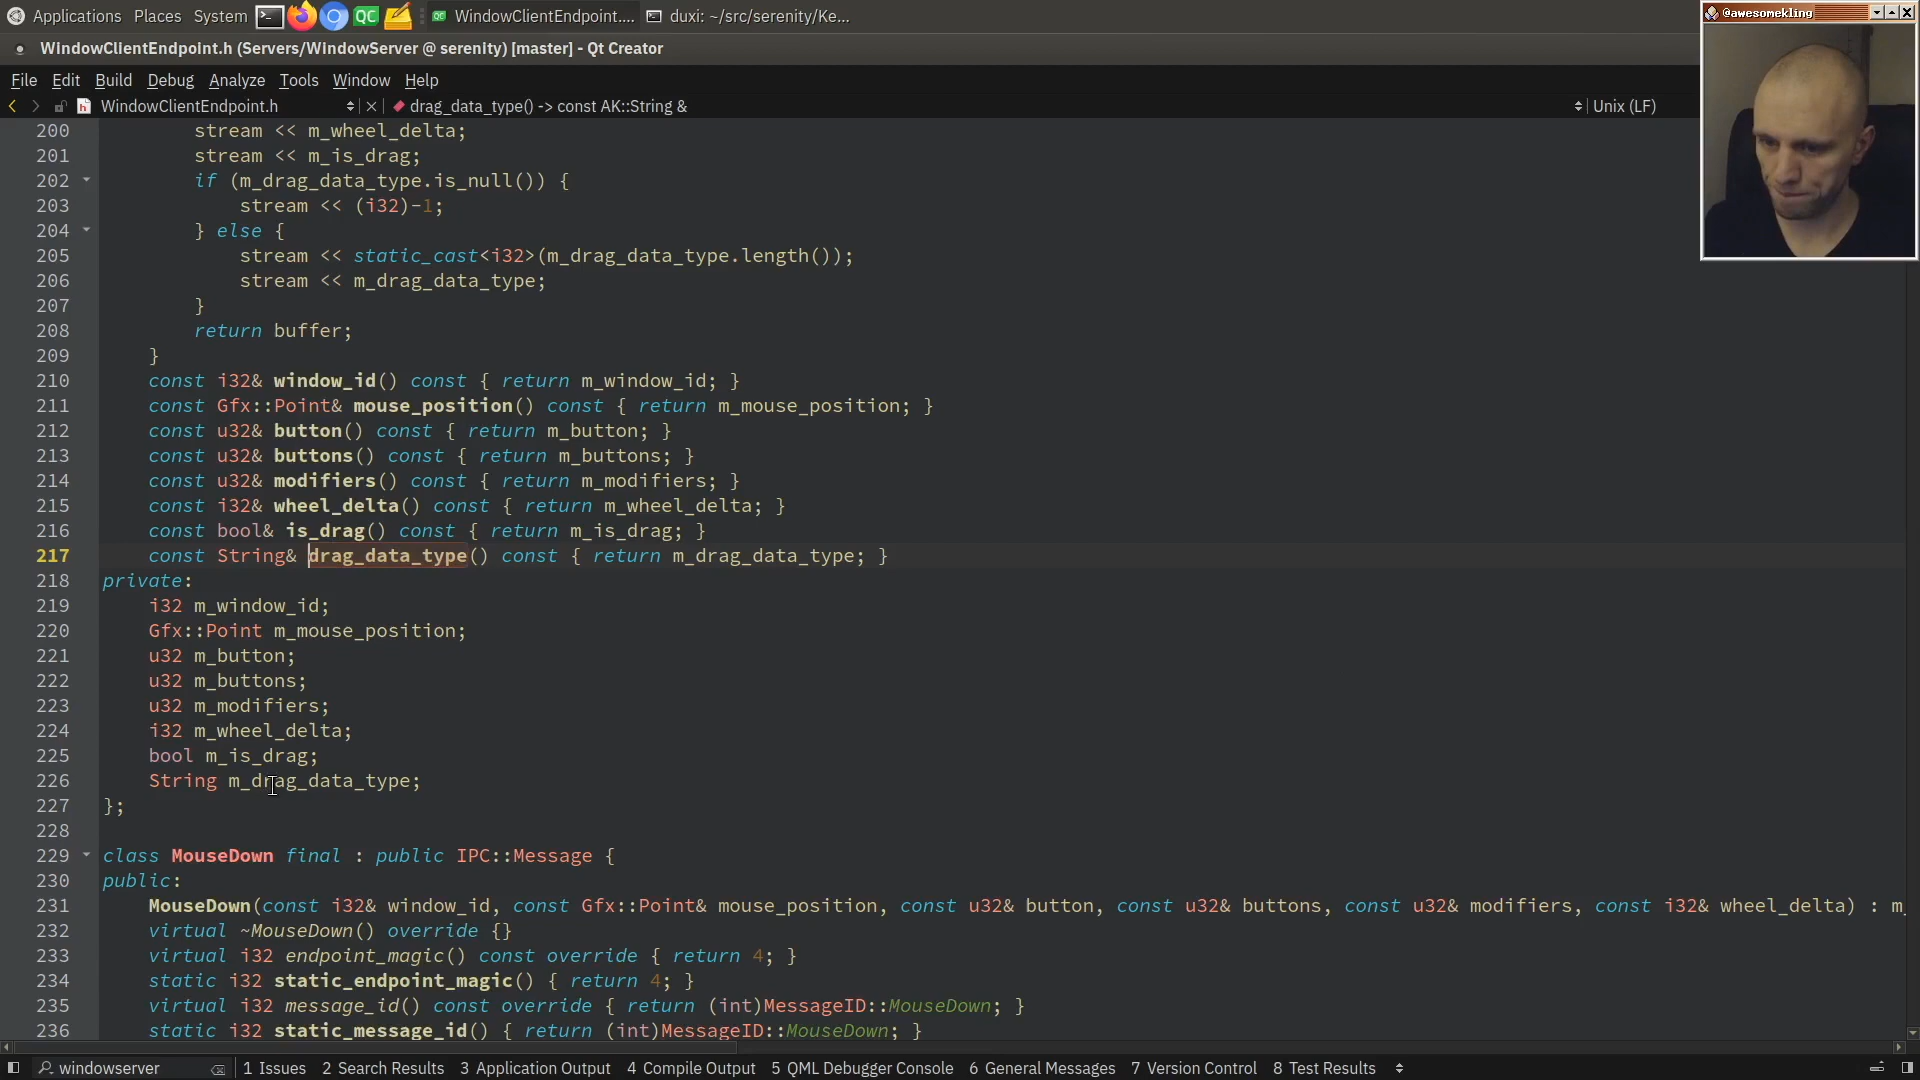 Applications Places System WindowClientEndpoint.... duxi: ~/src/serenity/Ke...
@awesomekling
WindowClientEndpoint.h (Servers/WindowServer @ serenity) [master] - Qt Creator
File Edit Build Debug Analyze Tools Window Help
WindowClientEndpoint.h drag_data_type() -> const AK::String & Unix (LF)
200 stream << m_wheel_delta;
201 stream << m_is_drag;
202 if (m_drag_data_type.is_null()) {
203 stream << (i32)-1;
204 } else {
205 stream << static_cast<i32>(m_drag_data_type.length());
206 stream << m_drag_data_type;
207 }
208 return buffer;
209 }
210 const i32& window_id() const { return m_window_id; }
211 const Gfx::Point& mouse_position() const { return m_mouse_position; }
212 const u32& button() const { return m_button; }
213 const u32& buttons() const { return m_buttons; }
214 const u32& modifiers() const { return m_modifiers; }
215 const i32& wheel_delta() const { return m_wheel_delta; }
216 const bool& is_drag() const { return m_is_drag; }
217 const String& drag_data_type() const { return m_drag_data_type; }
218 private:
219 i32 m_window_id;
220 Gfx::Point m_mouse_position;
221 u32 m_button;
222 u32 m_buttons;
223 u32 m_modifiers;
224 i32 m_wheel_delta;
225 bool m_is_drag;
226 String m_drag_data_type;
227 };
228
229 class MouseDown final : public IPC::Message {
230 public:
231 MouseDown(const i32& window_id, const Gfx::Point& mouse_position, const u32& button, const u32& buttons, const u32& modifiers, const i32& wheel_delta) : m_
232 virtual ~MouseDown() override {}
233 virtual i32 endpoint_magic() const override { return 4; }
234 static i32 static_endpoint_magic() { return 4; }
235 virtual i32 message_id() const override { return (int)MessageID::MouseDown; }
236 static i32 static_message_id() { return (int)MessageID::MouseDown; }
windowserver 1 Issues 2 Search Results 3 Application Output 4 Compile Output 5 QML Debugger Console 6 General Messages 7 Version Control 8 Test Results